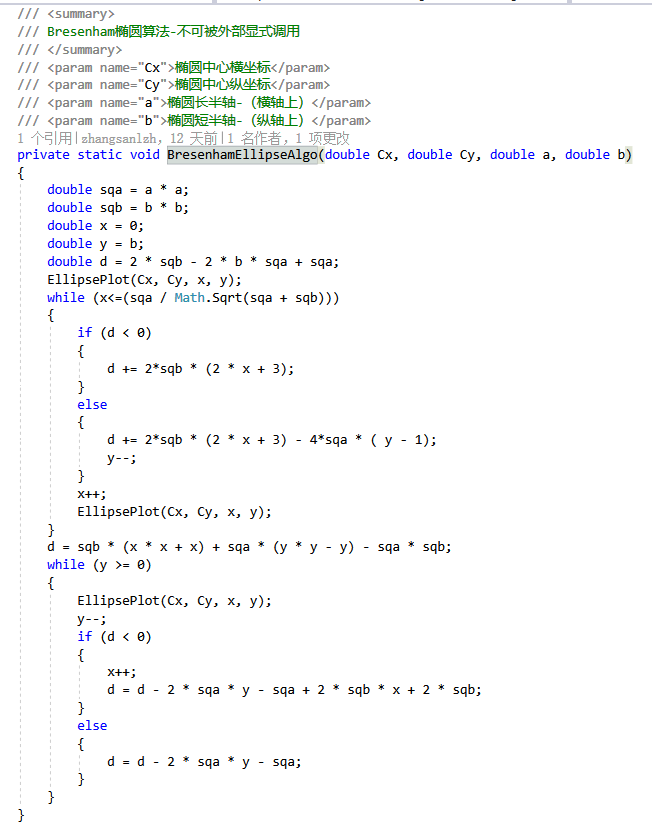 /// <summary>
/// Bresenham椭圆算法-不可被外部显式调用
/// </summary>
/// <param name="Cx">椭圆中心横坐标</param>
/// <param name="Cy">椭圆中心纵坐标</param>
/// <param name="a">椭圆长半轴-（横轴上）</param>
/// <param name="b">椭圆短半轴-（纵轴上）</param>
1 个引用|zhangsanlzh，12 天前|1 名作者，1 项更改
private static void BresenhamEllipseAlgo(double Cx, double Cy, double a, double b)
{
double sqa = a * a;
double sqb = b * b;
double x = 0;
double y = b;
double d = 2 * sqb - 2 * b * sqa + sqa;
EllipsePlot(Cx, Cy, x, y);
while (x<=(sqa / Math.Sqrt(sqa + sqb)))
{
if (d < 0)
{
d += 2*sqb * (2 * x + 3);
}
else
{
d += 2*sqb * (2 * x + 3) - 4*sqa * ( y - 1);
y--;
}
x++;
EllipsePlot(Cx, Cy, x, y);
}
d = sqb * (x * x + x) + sqa * (y * y - y) - sqa * sqb;
while (y >= 0)
{
EllipsePlot(Cx, Cy, x, y);
y--;
if (d < 0)
{
x++;
d = d - 2 * sqa * y - sqa + 2 * sqb * x + 2 * sqb;
}
else
{
d = d - 2 * sqa * y - sqa;
}
}
}